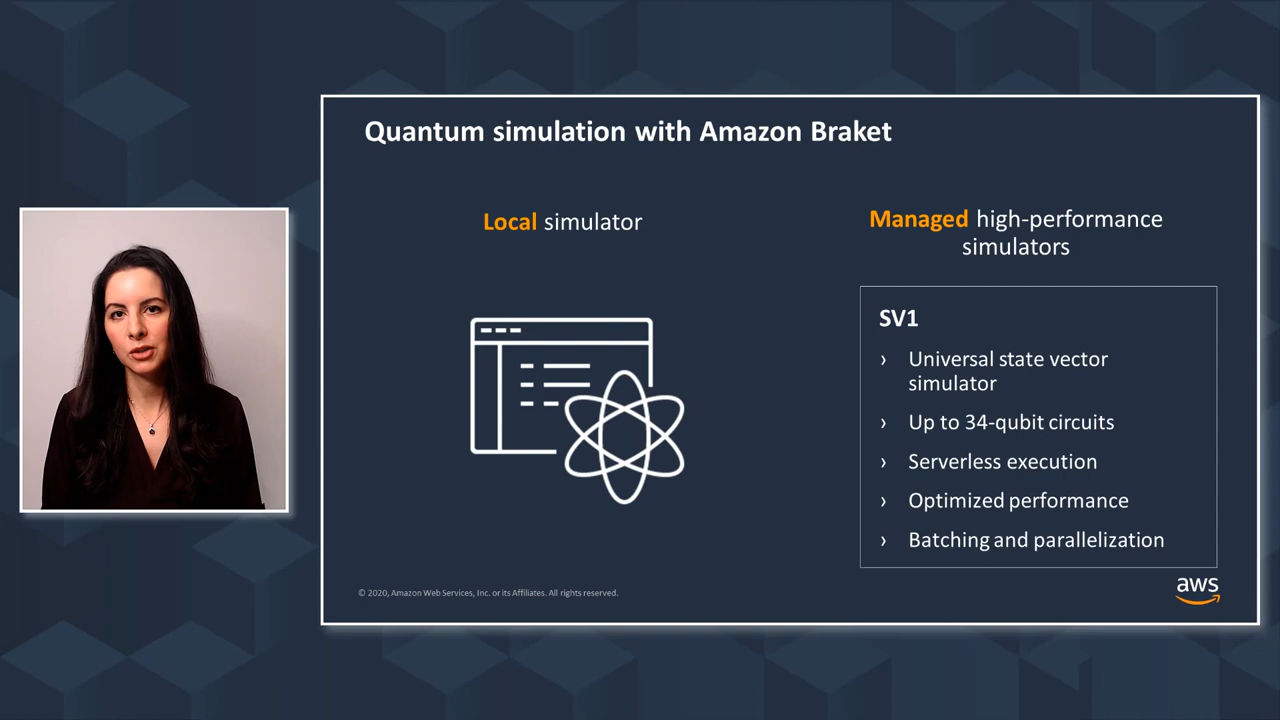 Quantum simulation with Amazon Braket
Local simulator
Managed high-performance
simulators
SV1
› Universal state vector
simulator
› Up to 34-qubit circuits
› Serverless execution
› Optimized performance
› Batching and parallelization
© 2020, Amazon Web Services, Inc. or its Affiliates. All rights reserved.
aws